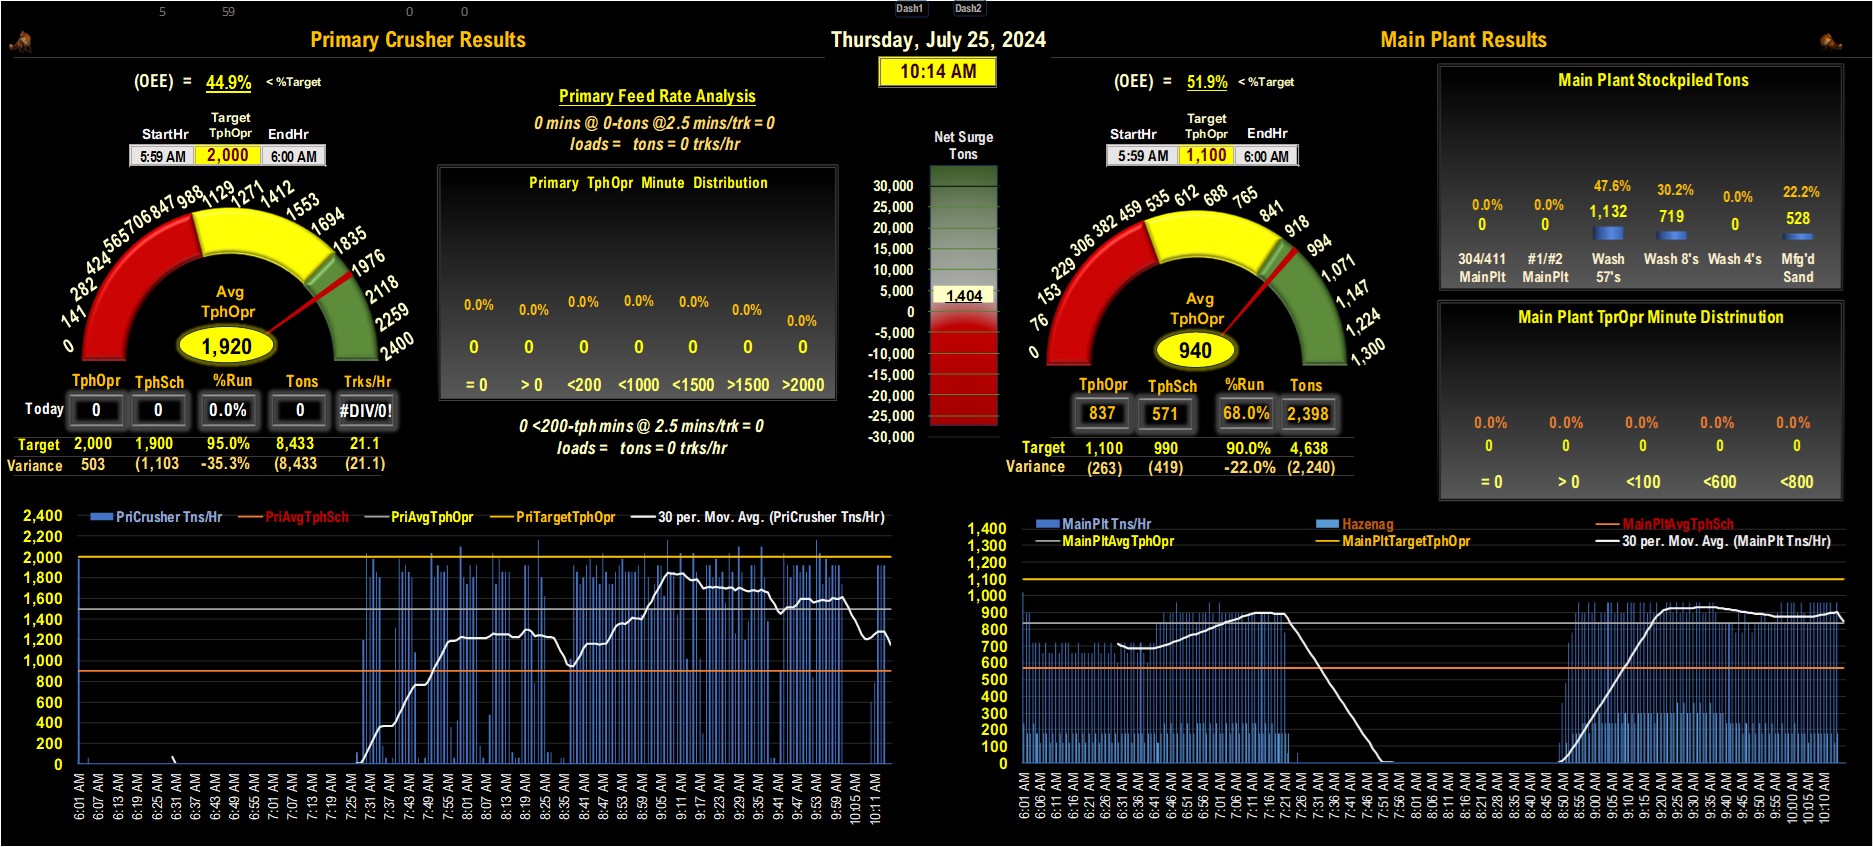 5 59 0 0 Dash1 Dash2
Primary Crusher Results
Thursday, July 25, 2024
Main Plant Results
10:14 AM
(OEE) = 44.9% < %Target
Primary Feed Rate Analysis
0 mins @ 0-tons @2.5 mins/trk = 0
loads = tons = 0 trks/hr
Target
StartHr TphOpr EndHr
5:59 AM 2,000 6:00 AM
0 141 282 424 565 706 847 988 1129 1271 1412 1553 1694 1835 1976 2118 2259 2400
Avg
TphOpr
1,920
TphOpr TphSch %Run Tons Trks/Hr
Today 0 0 0.0% 0 #DIV/0!
Target 2,000 1,900 95.0% 8,433 21.1
Variance 503 (1,103 -35.3% (8,433 (21.1)
Primary TphOpr Minute Distribution
0.0% 0.0% 0.0% 0.0% 0.0% 0.0% 0.0%
0 0 0 0 0 0 0
= 0 > 0 <200 <1000 <1500 >1500 >2000
0 <200-tph mins @ 2.5 mins/trk = 0
loads = tons = 0 trks/hr
Net Surge
Tons
30,000
25,000
20,000
15,000
10,000
5,000
1,404
0
-5,000
-10,000
-15,000
-20,000
-25,000
-30,000
(OEE) = 51.9% < %Target
Target
StartHr TphOpr EndHr
5:59 AM 1,100 6:00 AM
0 76 153 229 306 382 459 535 612 688 765 841 918 994 1,071 1,147 1,224 1,300
Avg
TphOpr
940
TphOpr TphSch %Run Tons
837 571 68.0% 2,398
Target 1,100 990 90.0% 4,638
Variance (263) (419) -22.0% (2,240)
Main Plant Stockpiled Tons
0.0% 0.0% 47.6% 30.2% 0.0% 22.2%
0 0 1,132 719 0 528
304/411 #1/#2 Wash Wash 8's Wash 4's Mfg'd
MainPlt MainPlt 57's Sand
Main Plant TprOpr Minute Distrinution
0.0% 0.0% 0.0% 0.0% 0.0%
0 0 0 0 0
= 0 > 0 <100 <600 <800
PriCrusher Tns/Hr PriAvgTphSch PriAvgTphOpr PriTargetTphOpr 30 per. Mov. Avg. (PriCrusher Tns/Hr)
2,400
2,200
2,000
1,800
1,600
1,400
1,200
1,000
800
600
400
200
0
6:01 AM 6:07 AM 6:13 AM 6:19 AM 6:25 AM 6:31 AM 6:37 AM 6:43 AM 6:49 AM 6:55 AM 7:01 AM 7:07 AM 7:13 AM 7:19 AM 7:25 AM 7:31 AM 7:37 AM 7:43 AM 7:49 AM 7:55 AM 8:01 AM 8:07 AM 8:13 AM 8:19 AM 8:25 AM 8:35 AM 8:41 AM 8:47 AM 8:53 AM 8:59 AM 9:05 AM 9:11 AM 9:17 AM 9:23 AM 9:29 AM 9:35 AM 9:41 AM 9:47 AM 9:53 AM 9:59 AM 10:05 AM 10:11 AM
MainPlt Tns/Hr Hazenag MainPltAvgTphSch
MainPltAvgTphOpr MainPltTargetTphOpr 30 per. Mov. Avg. (MainPlt Tns/Hr)
1,400
1,300
1,200
1,100
1,000
900
800
700
600
500
400
300
200
100
0
6:01 AM 6:06 AM 6:11 AM 6:16 AM 6:21 AM 6:26 AM 6:31 AM 6:36 AM 6:41 AM 6:46 AM 6:51 AM 6:56 AM 7:01 AM 7:06 AM 7:11 AM 7:16 AM 7:21 AM 7:26 AM 7:31 AM 7:36 AM 7:41 AM 7:46 AM 7:51 AM 7:56 AM 8:01 AM 8:06 AM 8:11 AM 8:16 AM 8:21 AM 8:28 AM 8:35 AM 8:40 AM 8:45 AM 8:50 AM 8:55 AM 9:00 AM 9:05 AM 9:10 AM 9:15 AM 9:20 AM 9:25 AM 9:30 AM 9:35 AM 9:40 AM 9:45 AM 9:50 AM 9:55 AM 10:00 AM 10:05 AM 10:10 AM